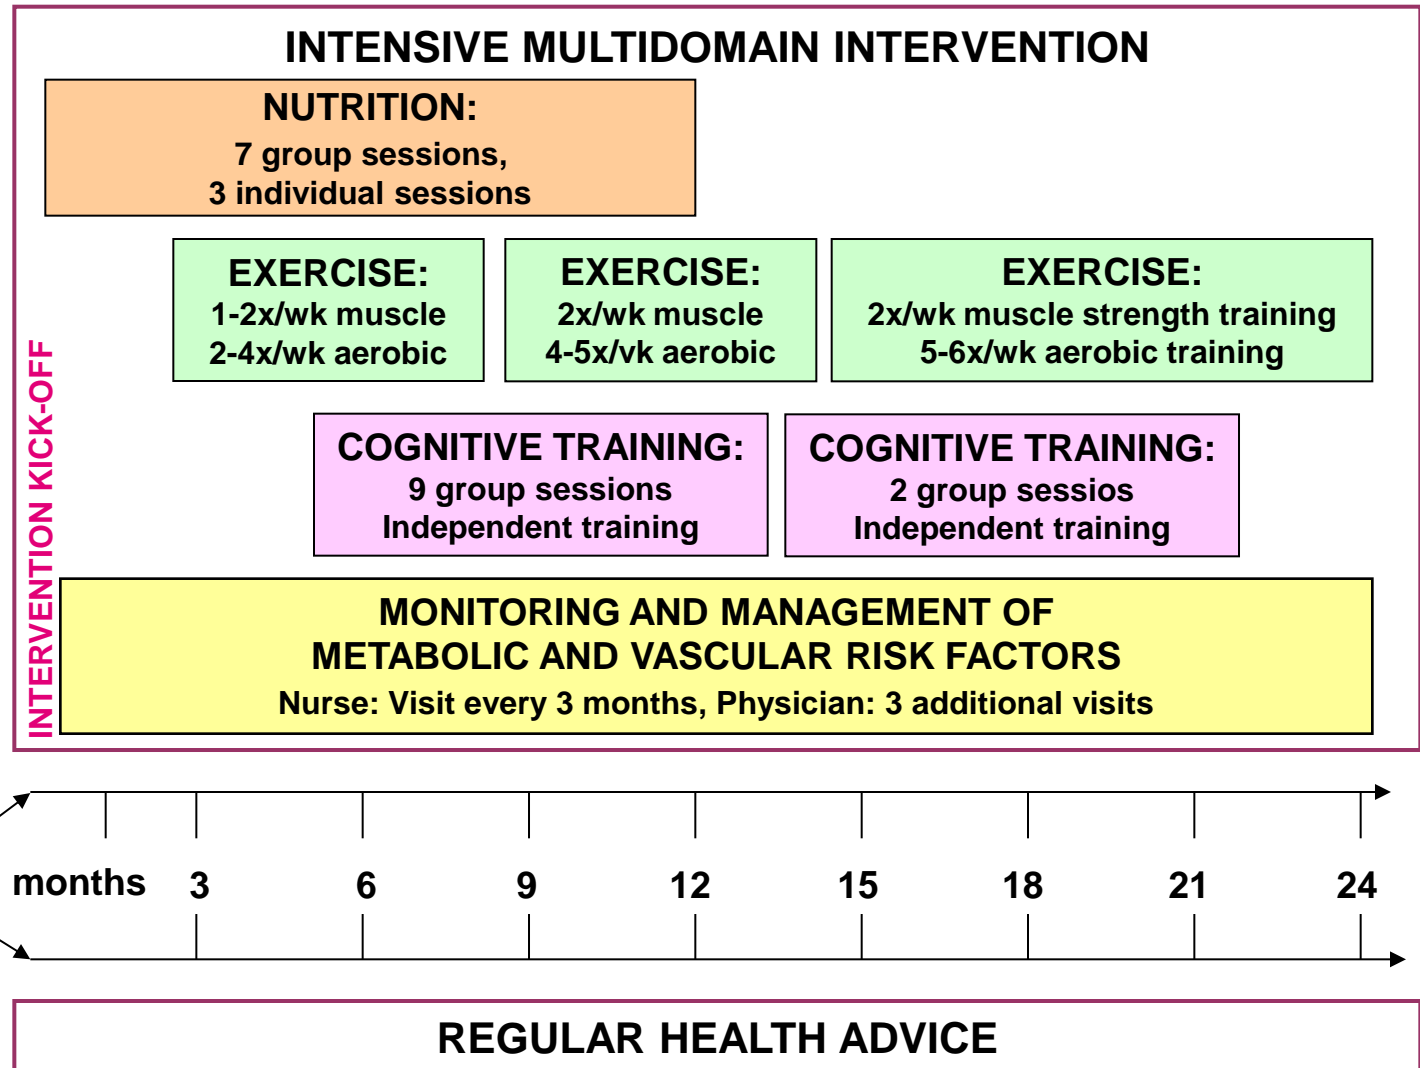 INTENSIVE MULTIDOMAIN INTERVENTION
NUTRITION:
7 group sessions,
3 individual sessions
EXERCISE:
1-2x/wk muscle
2-4x/wk aerobic
EXERCISE:
2x/wk muscle
4-5x/vk aerobic
EXERCISE:
2x/wk muscle strength training
5-6x/wk aerobic training
INTERVENTION KICK-OFF
COGNITIVE TRAINING:
9 group sessions
Independent training
COGNITIVE TRAINING:
2 group sessios
Independent training
MONITORING AND MANAGEMENT OF
METABOLIC AND VASCULAR RISK FACTORS
Nurse: Visit every 3 months, Physician: 3 additional visits
months 3 6 9 12 15 18 21 24
REGULAR HEALTH ADVICE